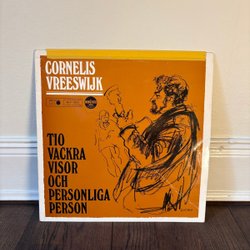 CORNELIS
VREESWIJK
TIO
VACKRA
VISOR
OCH
PERSONLIGA
PERSON